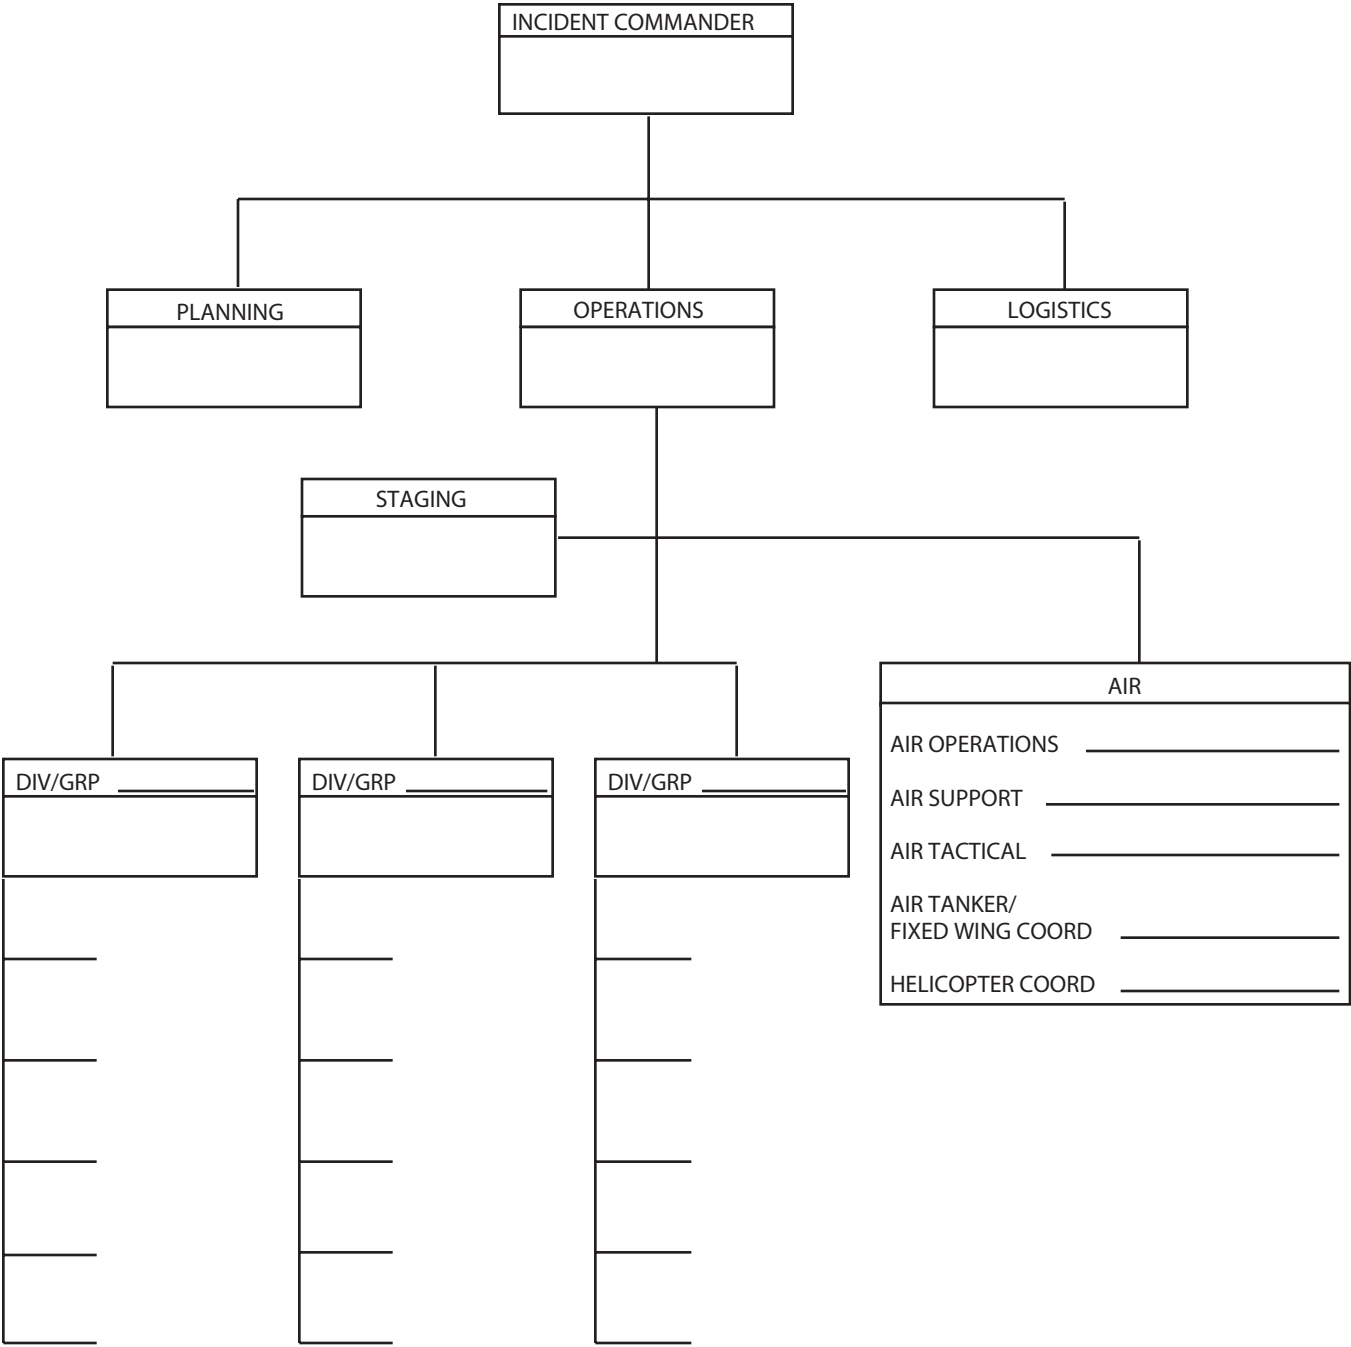 INCIDENT COMMANDER
PLANNING
OPERATIONS
LOGISTICS
STAGING
AIR
AIR OPERATIONS
AIR SUPPORT
AIR TACTICAL
AIR TANKER/
FIXED WING COORD
HELICOPTER COORD
DIV/GRP
DIV/GRP
DIV/GRP